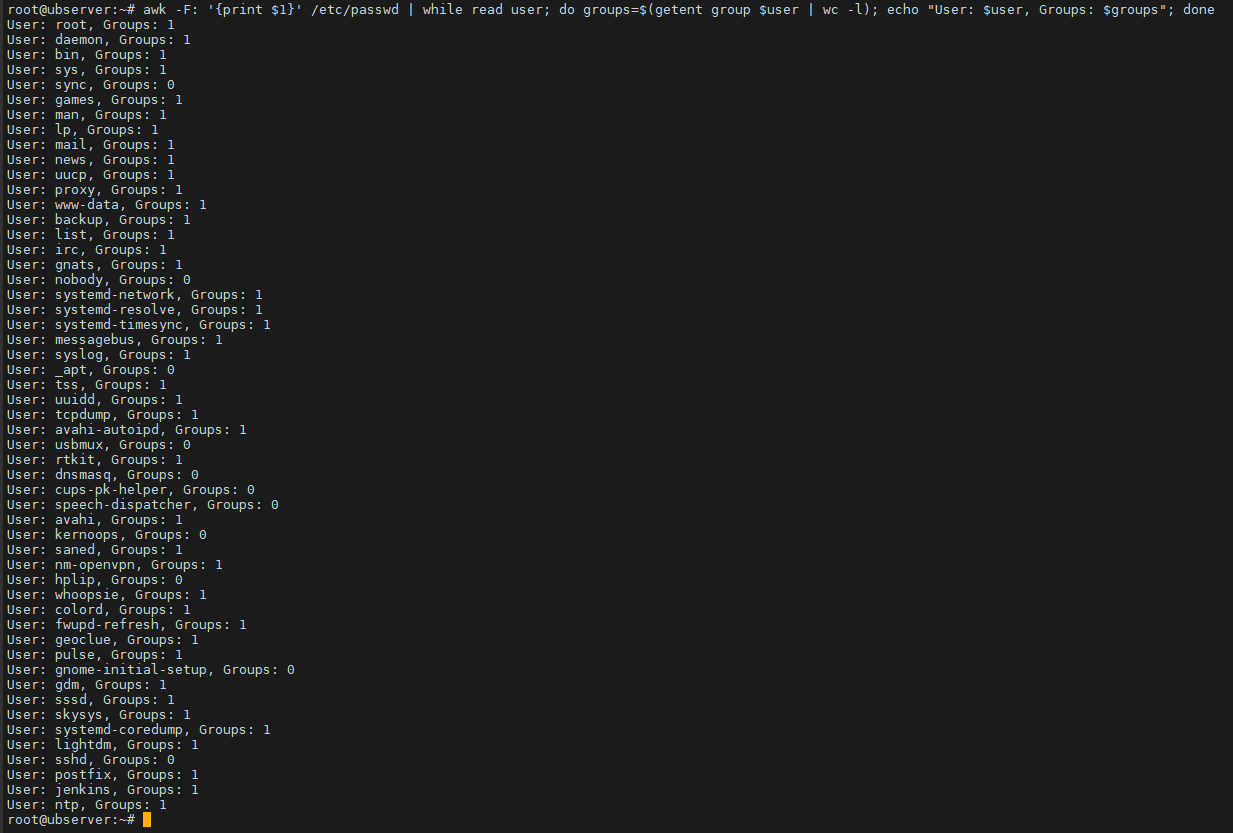 root@ubserver:~# awk -F: '{print $1}' /etc/passwd | while read user; do groups=$(getent group $user | wc -l); echo "User: $user, Groups: $groups"; done
User: root, Groups: 1
User: daemon, Groups: 1
User: bin, Groups: 1
User: sys, Groups: 1
User: sync, Groups: 0
User: games, Groups: 1
User: man, Groups: 1
User: lp, Groups: 1
User: mail, Groups: 1
User: news, Groups: 1
User: uucp, Groups: 1
User: proxy, Groups: 1
User: www-data, Groups: 1
User: backup, Groups: 1
User: list, Groups: 1
User: irc, Groups: 1
User: gnats, Groups: 1
User: nobody, Groups: 0
User: systemd-network, Groups: 1
User: systemd-resolve, Groups: 1
User: systemd-timesync, Groups: 1
User: messagebus, Groups: 1
User: syslog, Groups: 1
User: _apt, Groups: 0
User: tss, Groups: 1
User: uuidd, Groups: 1
User: tcpdump, Groups: 1
User: avahi-autoipd, Groups: 1
User: usbmux, Groups: 0
User: rtkit, Groups: 1
User: dnsmasq, Groups: 0
User: cups-pk-helper, Groups: 0
User: speech-dispatcher, Groups: 0
User: avahi, Groups: 1
User: kernoops, Groups: 0
User: saned, Groups: 1
User: nm-openvpn, Groups: 1
User: hplip, Groups: 0
User: whoopsie, Groups: 1
User: colord, Groups: 1
User: fwupd-refresh, Groups: 1
User: geoclue, Groups: 1
User: pulse, Groups: 1
User: gnome-initial-setup, Groups: 0
User: gdm, Groups: 1
User: sssd, Groups: 1
User: skysys, Groups: 1
User: systemd-coredump, Groups: 1
User: lightdm, Groups: 1
User: sshd, Groups: 0
User: postfix, Groups: 1
User: jenkins, Groups: 1
User: ntp, Groups: 1
root@ubserver:~#